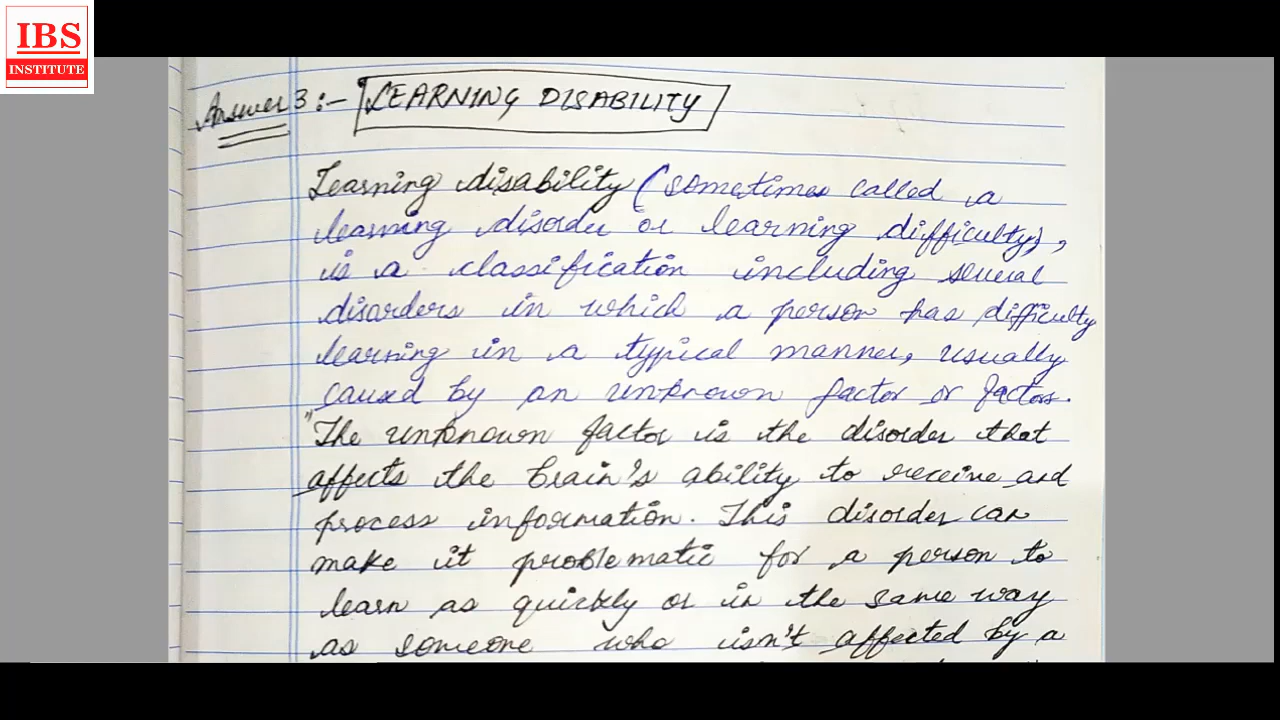 IBS
INSTITUTE
Answer 3 :- LEARNING DISABILITY
Learning disability (sometimes called a
learning disorder or learning difficulty),
is a classification including several
disorders in which a person has difficulty
learning in a typical manner, usually
caused by an unknown factor or factors.
"The unknown factor is the disorder that
affects the brain's ability to receive and
process information. This disorder can
make it problematic for a person to
learn as quickly or in the same way
as someone who isn't affected by a